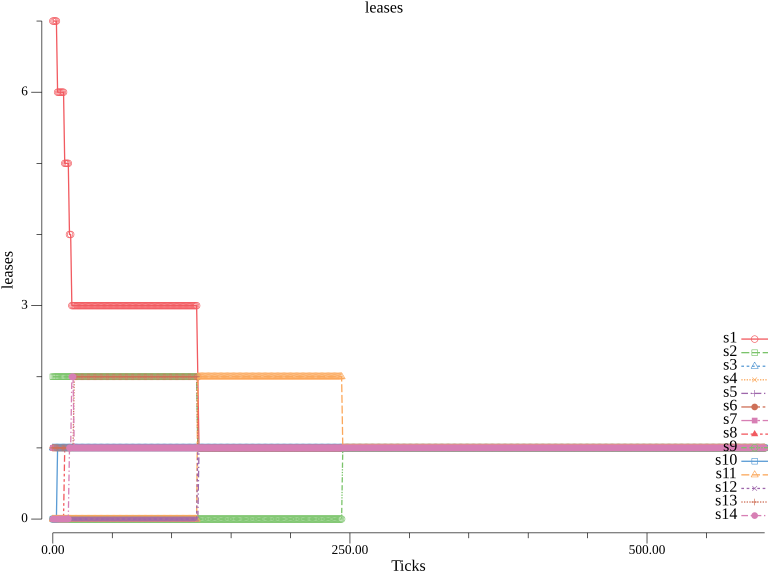 leases
6
3
0
leases
0.00
250.00
500.00
Ticks
s1
s2
s3
s4
s5
s6
s7
s8
s9
s10
s11
s12
s13
s14